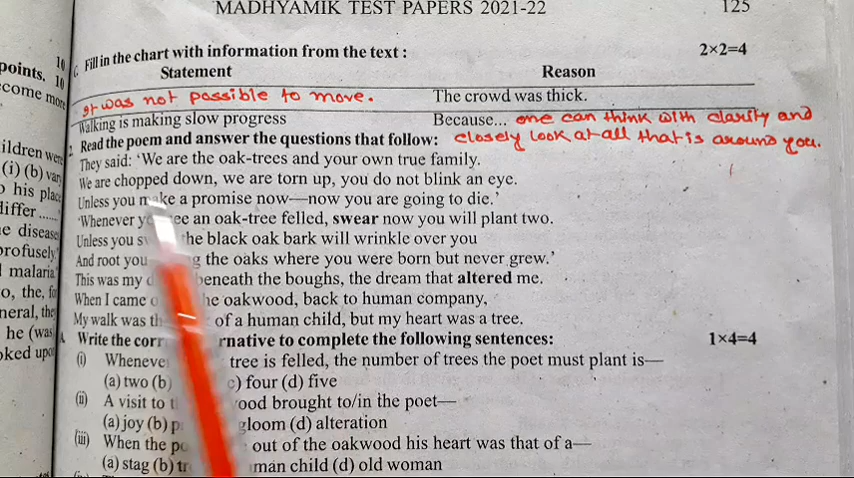 MADHYAMIK TEST PAPERS 2021-22 125
10 C. Fill in the chart with information from the text : 2×2=4
points. 10 Statement Reason
come more It was not possible to move. The crowd was thick.
Walking is making slow progress Because... one can think with clarity and
closely look at all that is around you.
2. Read the poem and answer the questions that follow:
ildren were They said: 'We are the oak-trees and your own true family.
(i) (b) We are chopped down, we are torn up, you do not blink an eye.
his place Unless you make a promise now—now you are going to die.'
differ ...... 'Whenever see an oak-tree felled, swear now you will plant two.
e disease Unless you the black oak bark will wrinkle over you
profusely And root you the oaks where you were born but never grew.'
malaria This was my beneath the boughs, the dream that altered me.
o, the, When I came he oakwood, back to human company,
neral, the My walk was of a human child, but my heart was a tree.
he (was A. Write the rnative to complete the following sentences: 1×4=4
oked upo (i) tree is felled, the number of trees the poet must plant is—
(a) two (b) c) four (d) five
(ii) A visit to ood brought to/in the poet—
(a) joy (b) gloom (d) alteration
(iii) When the out of the oakwood his heart was that of a—
(a) stag (b) man child (d) old woman